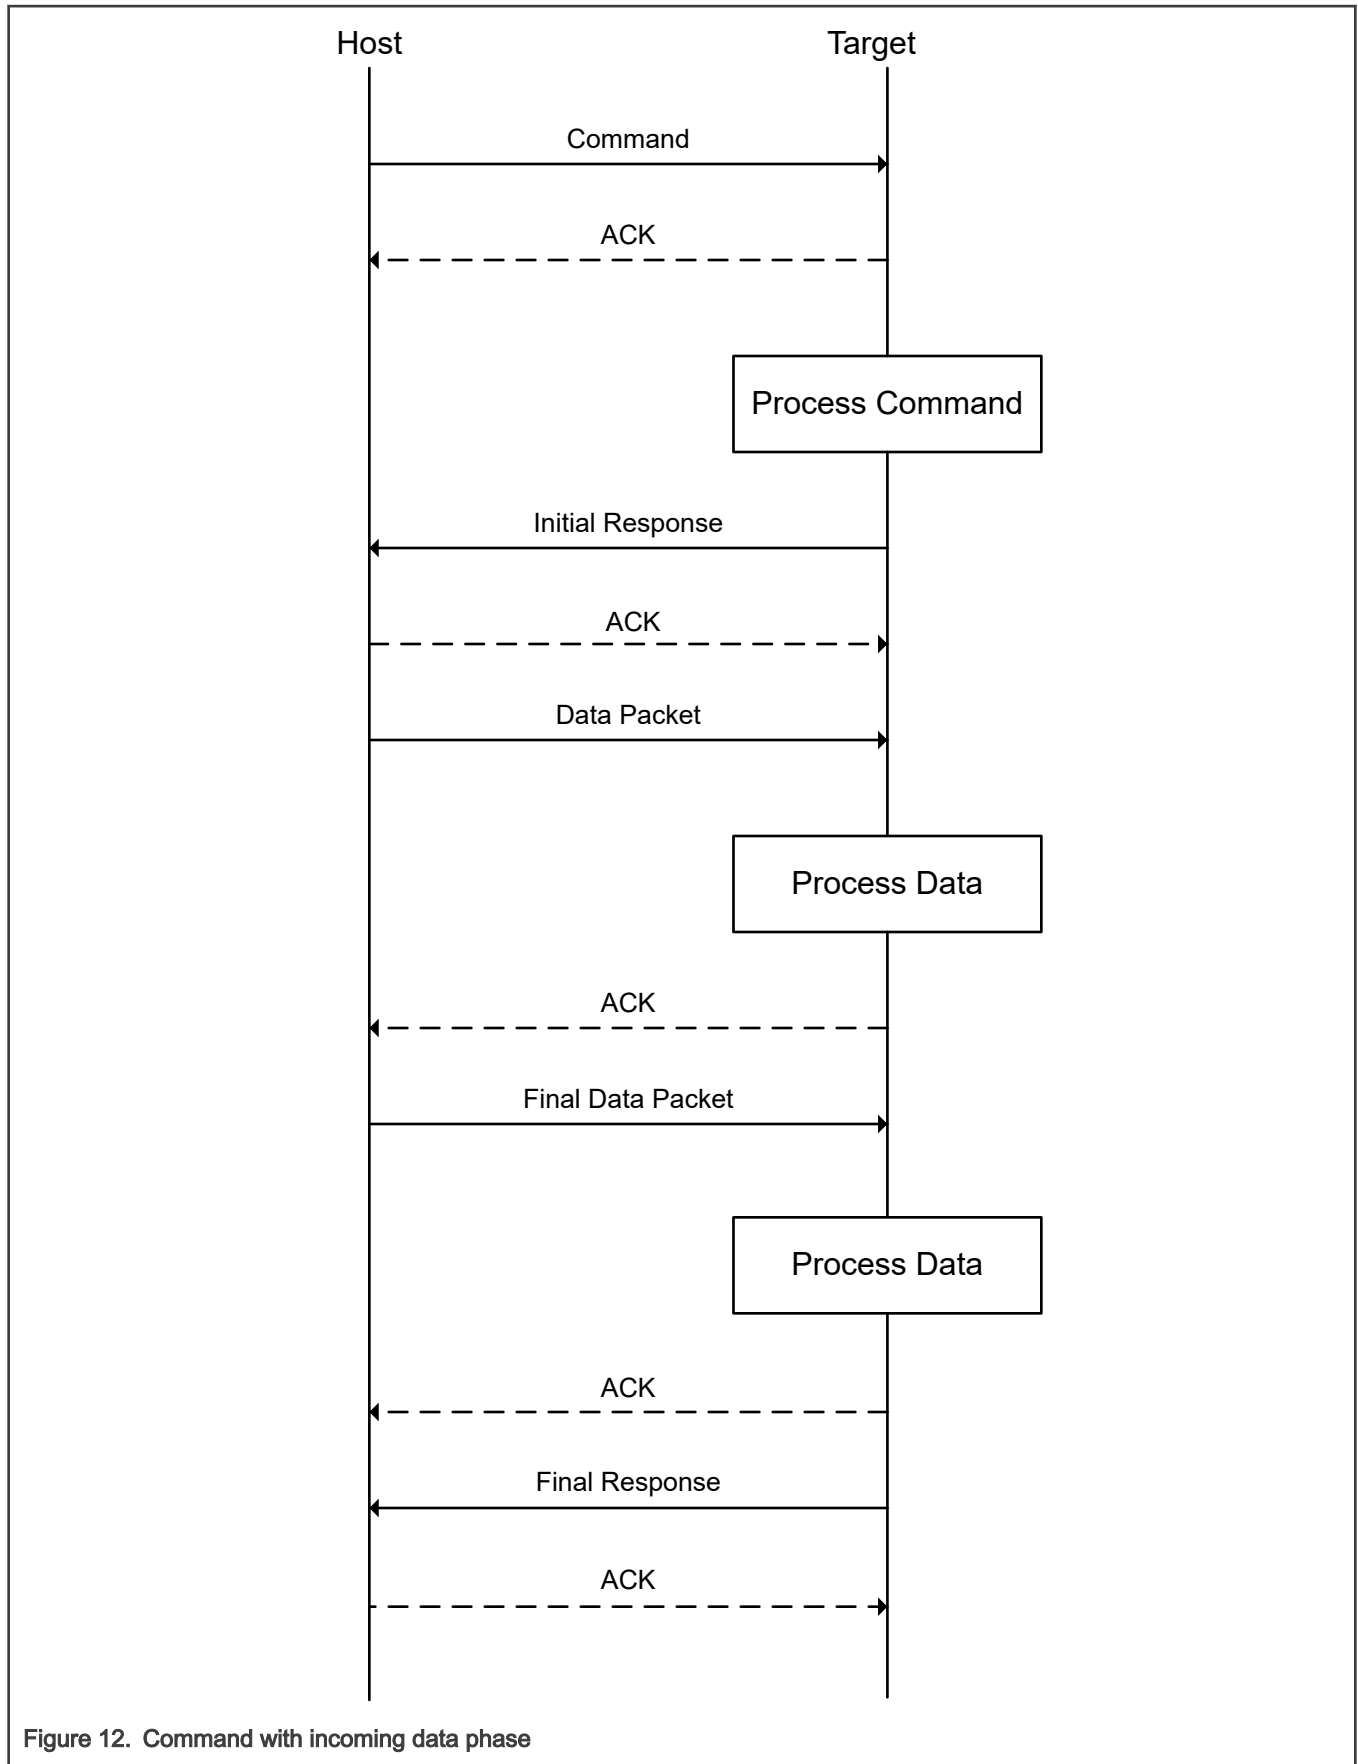 Host
Target
Command
ACK
Process Command
Initial Response
ACK
Data Packet
Process Data
ACK
Final Data Packet
Process Data
ACK
Final Response
ACK
Figure 12. Command with incoming data phase